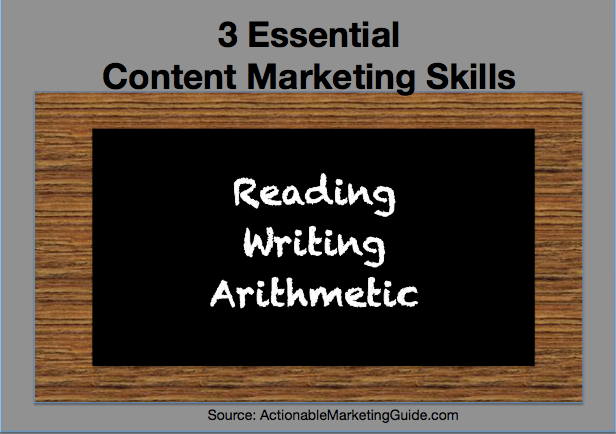 3 Essential
Content Marketing Skills
Reading
Writing
Arithmetic
Source: ActionableMarketingGuide.com